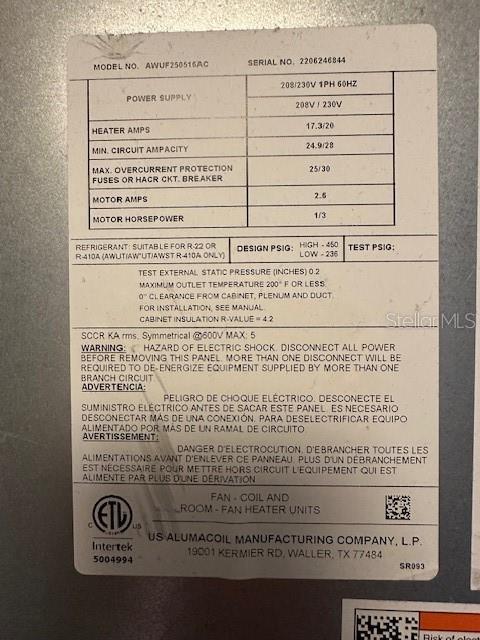 MODEL NO. AWUF250516AC SERIAL NO. 2206246844
POWER SUPPLY
208/230V 1PH 60HZ
208V / 230V
HEATER AMPS 17.3/20
MIN. CIRCUIT AMPACITY 24.9/28
MAX. OVERCURRENT PROTECTION
FUSES OR HACR CKT. BREAKER 25/30
MOTOR AMPS 2.6
MOTOR HORSEPOWER 1/3
REFRIGERANT: SUITABLE FOR R-22 OR
R-410A (AWUT/AW*UT/AWST R-410A ONLY)
DESIGN PSIG: HIGH - 450
LOW - 236
TEST PSIG:
TEST EXTERNAL STATIC PRESSURE (INCHES) 0.2
MAXIMUM OUTLET TEMPERATURE 200° F OR LESS.
0" CLEARANCE FROM CABINET, PLENUM AND DUCT.
FOR INSTALLATION, SEE MANUAL.
CABINET INSULATION R-VALUE = 4.2
SCCR KA rms, Symmetrical @600V MAX: 5
WARNING: HAZARD OF ELECTRIC SHOCK. DISCONNECT ALL POWER
BEFORE REMOVING THIS PANEL. MORE THAN ONE DISCONNECT WILL BE
REQUIRED TO DE-ENERGIZE EQUIPMENT SUPPLIED BY MORE THAN ONE
BRANCH CIRCUIT.
ADVERTENCIA:
PELIGRO DE CHOQUE ELÉCTRICO. DESCONECTE EL
SUMINISTRO ELÉCTRICO ANTES DE SACAR ESTE PANEL. ES NECESARIO
DESCONECTAR MÁS DE UNA CONEXIÓN. PARA DESELECTRIFICAR EQUIPO
ALIMENTADO POR MÁS DE UN RAMAL DE CIRCUITO
AVERTISSEMENT:
DANGER D'ELECTROCUTION. D'EBRANCHER TOUTES LES
ALIMENTATIONS AVANT D'ENLEVER CE PANNEAU. PLUS D'UN DÉBRANCHEMENT
EST NÉCESSAIRE POUR METTRE HORS CIRCUIT L'EQUIPEMENT QUI EST
ALIMENTE PAR PLUS D'UNE DÉRIVATION
FAN - COIL AND
ROOM - FAN HEATER UNITS
C ETL US
Intertek
5004994
US ALUMACOIL MANUFACTURING COMPANY, L.P.
19001 KERMIER RD, WALLER, TX 77484
SR093
StellarMLS